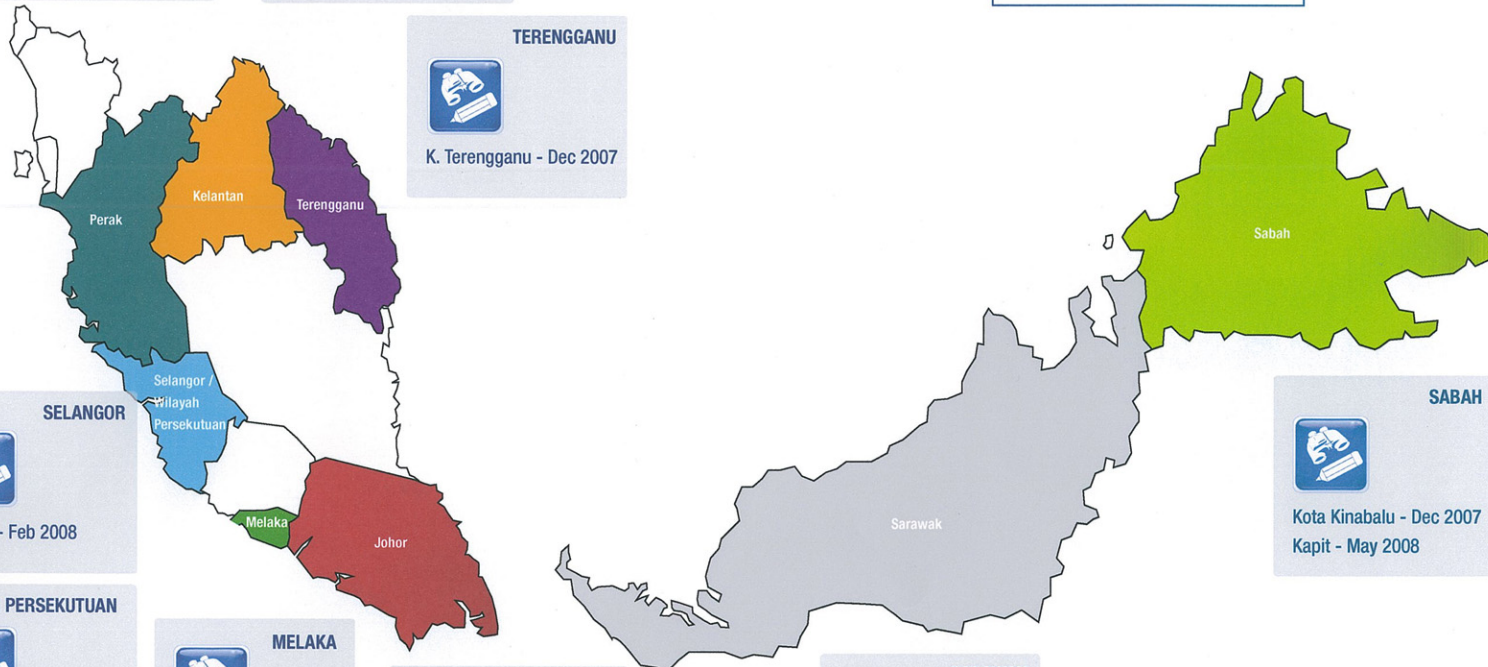 TERENGGANU
K. Terengganu - Dec 2007
Perak
Kelantan
Terengganu
Sabah
Selangor /
Wilayah
Persekutuan
SELANGOR
- Feb 2008
Melaka
Johor
Sarawak
SABAH
Kota Kinabalu - Dec 2007
Kapit - May 2008
PERSEKUTUAN
MELAKA